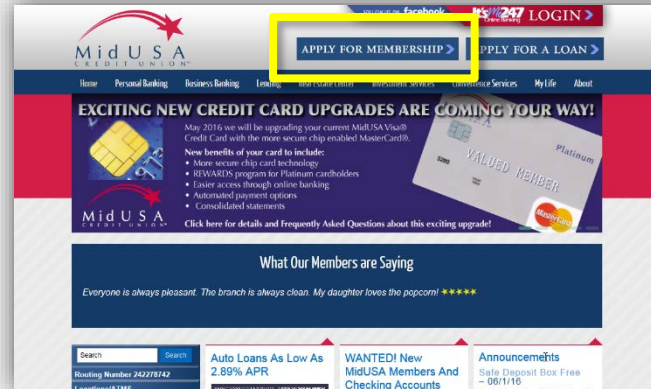 FOLLOW US ON facebook
It's Me 247 LOGIN >
Online Banking
MidUSA
CREDIT UNION
APPLY FOR MEMBERSHIP >
APPLY FOR A LOAN >
Home Personal Banking Business Banking Lending Real Estate Center Investment Services Convenience Services My Life About
EXCITING NEW CREDIT CARD UPGRADES ARE COMING YOUR WAY!
May 2016 we will be upgrading your current MidUSA Visa®
Credit Card with the more secure chip enabled MasterCard®.
New benefits of your card to include:
• More secure chip card technology
• REWARDS program for Platinum cardholders
• Easier access through online banking
• Automated payment options
• Consolidated statements
Click here for details and Frequently Asked Questions about this exciting upgrade!
MidUSA
CREDIT UNION
Platinum
VALUED MEMBER
MasterCard
What Our Members are Saying
Everyone is always pleasant. The branch is always clean. My daughter loves the popcorn! ★★★★★
Search Search
Routing Number 242278742
Locations/ATMS
Auto Loans As Low As
2.89% APR
WANTED! New
MidUSA Members And
Checking Accounts
Announcements
Safe Deposit Box Free
– 06/1/16